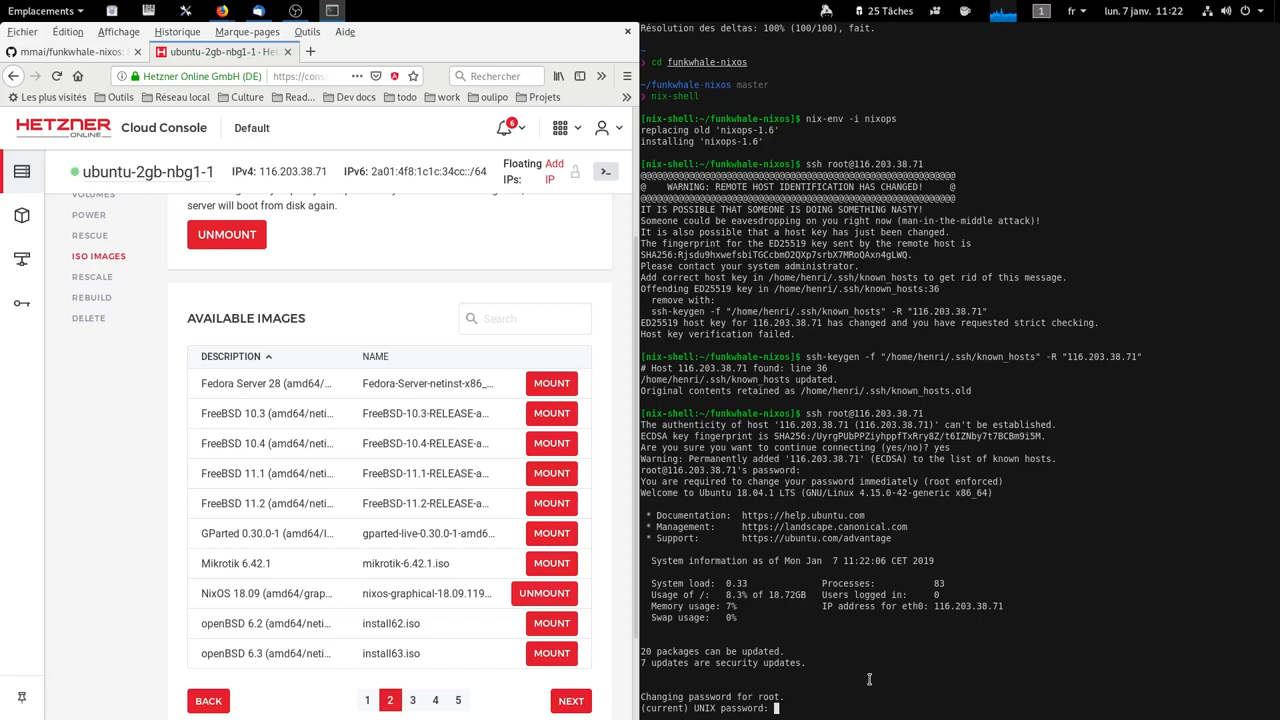 Emplacements
25 Tâches
1
fr
lun. 7 janv. 11:22
Fichier Édition Affichage Historique Marque-pages Outils Aide
mmai/funkwhale-nixos:
ubuntu-2gb-nbg1-1 · Het
Hetzner Online GmbH (DE)
https://cons
Rechercher
Les plus visités Outils Réseau local Culture Read… Dev docs todo work oulipo Projets
HETZNER
ONLINE
Cloud Console
Default
6
ubuntu-2gb-nbg1-1
IPv4: 116.203.38.71
IPv6: 2a01:4f8:1c1c:34cc::/64
Floating
IPs:
Add
IP
VOLUMES
POWER
RESCUE
ISO IMAGES
RESCALE
REBUILD
DELETE
server will boot from disk again.
UNMOUNT
AVAILABLE IMAGES
Search
DESCRIPTION NAME
Fedora Server 28 (amd64/... Fedora-Server-netinst-x86_... MOUNT
FreeBSD 10.3 (amd64/neti... FreeBSD-10.3-RELEASE-a... MOUNT
FreeBSD 10.4 (amd64/neti... FreeBSD-10.4-RELEASE-a... MOUNT
FreeBSD 11.1 (amd64/neti... FreeBSD-11.1-RELEASE-a... MOUNT
FreeBSD 11.2 (amd64/neti... FreeBSD-11.2-RELEASE-a... MOUNT
GParted 0.30.0-1 (amd64/l... gparted-live-0.30.0-1-amd6... MOUNT
Mikrotik 6.42.1 mikrotik-6.42.1.iso MOUNT
NixOS 18.09 (amd64/grap... nixos-graphical-18.09.119... UNMOUNT
openBSD 6.2 (amd64/neti... install62.iso MOUNT
openBSD 6.3 (amd64/neti... install63.iso MOUNT
BACK 1 2 3 4 5 NEXT
Résolution des deltas: 100% (100/100), fait.
~
❯ cd funkwhale-nixos
~/funkwhale-nixos master
❯ nix-shell
[nix-shell:~/funkwhale-nixos]$ nix-env -i nixops
replacing old 'nixops-1.6'
installing 'nixops-1.6'
[nix-shell:~/funkwhale-nixos]$ ssh root@116.203.38.71
@@@@@@@@@@@@@@@@@@@@@@@@@@@@@@@@@@@@@@@@@@@@@@@@@@@@@@@@@@@
@    WARNING: REMOTE HOST IDENTIFICATION HAS CHANGED!     @
@@@@@@@@@@@@@@@@@@@@@@@@@@@@@@@@@@@@@@@@@@@@@@@@@@@@@@@@@@@
IT IS POSSIBLE THAT SOMEONE IS DOING SOMETHING NASTY!
Someone could be eavesdropping on you right now (man-in-the-middle attack)!
It is also possible that a host key has just been changed.
The fingerprint for the ED25519 key sent by the remote host is
SHA256:Rjsdu9hxwefsbiTGCcbmO2QXp7srbX7MRoQAxn4gLWQ.
Please contact your system administrator.
Add correct host key in /home/henri/.ssh/known_hosts to get rid of this message.
Offending ED25519 key in /home/henri/.ssh/known_hosts:36
remove with:
ssh-keygen -f "/home/henri/.ssh/known_hosts" -R "116.203.38.71"
ED25519 host key for 116.203.38.71 has changed and you have requested strict checking.
Host key verification failed.
[nix-shell:~/funkwhale-nixos]$ ssh-keygen -f "/home/henri/.ssh/known_hosts" -R "116.203.38.71"
# Host 116.203.38.71 found: line 36
/home/henri/.ssh/known_hosts updated.
Original contents retained as /home/henri/.ssh/known_hosts.old
[nix-shell:~/funkwhale-nixos]$ ssh root@116.203.38.71
The authenticity of host '116.203.38.71 (116.203.38.71)' can't be established.
ECDSA key fingerprint is SHA256:/UyrgPUbPPZiyhppfTxRry8Z/t6IZNby7t7BCBm9i5M.
Are you sure you want to continue connecting (yes/no)? yes
Warning: Permanently added '116.203.38.71' (ECDSA) to the list of known hosts.
root@116.203.38.71's password:
You are required to change your password immediately (root enforced)
Welcome to Ubuntu 18.04.1 LTS (GNU/Linux 4.15.0-42-generic x86_64)
* Documentation:  https://help.ubuntu.com
* Management:     https://landscape.canonical.com
* Support:        https://ubuntu.com/advantage
System information as of Mon Jan  7 11:22:06 CET 2019
System load:  0.33 Processes: 83
Usage of /:   8.3% of 18.72GB Users logged in: 0
Memory usage: 7% IP address for eth0: 116.203.38.71
Swap usage:   0%
20 packages can be updated.
7 updates are security updates.
Changing password for root.
(current) UNIX password: